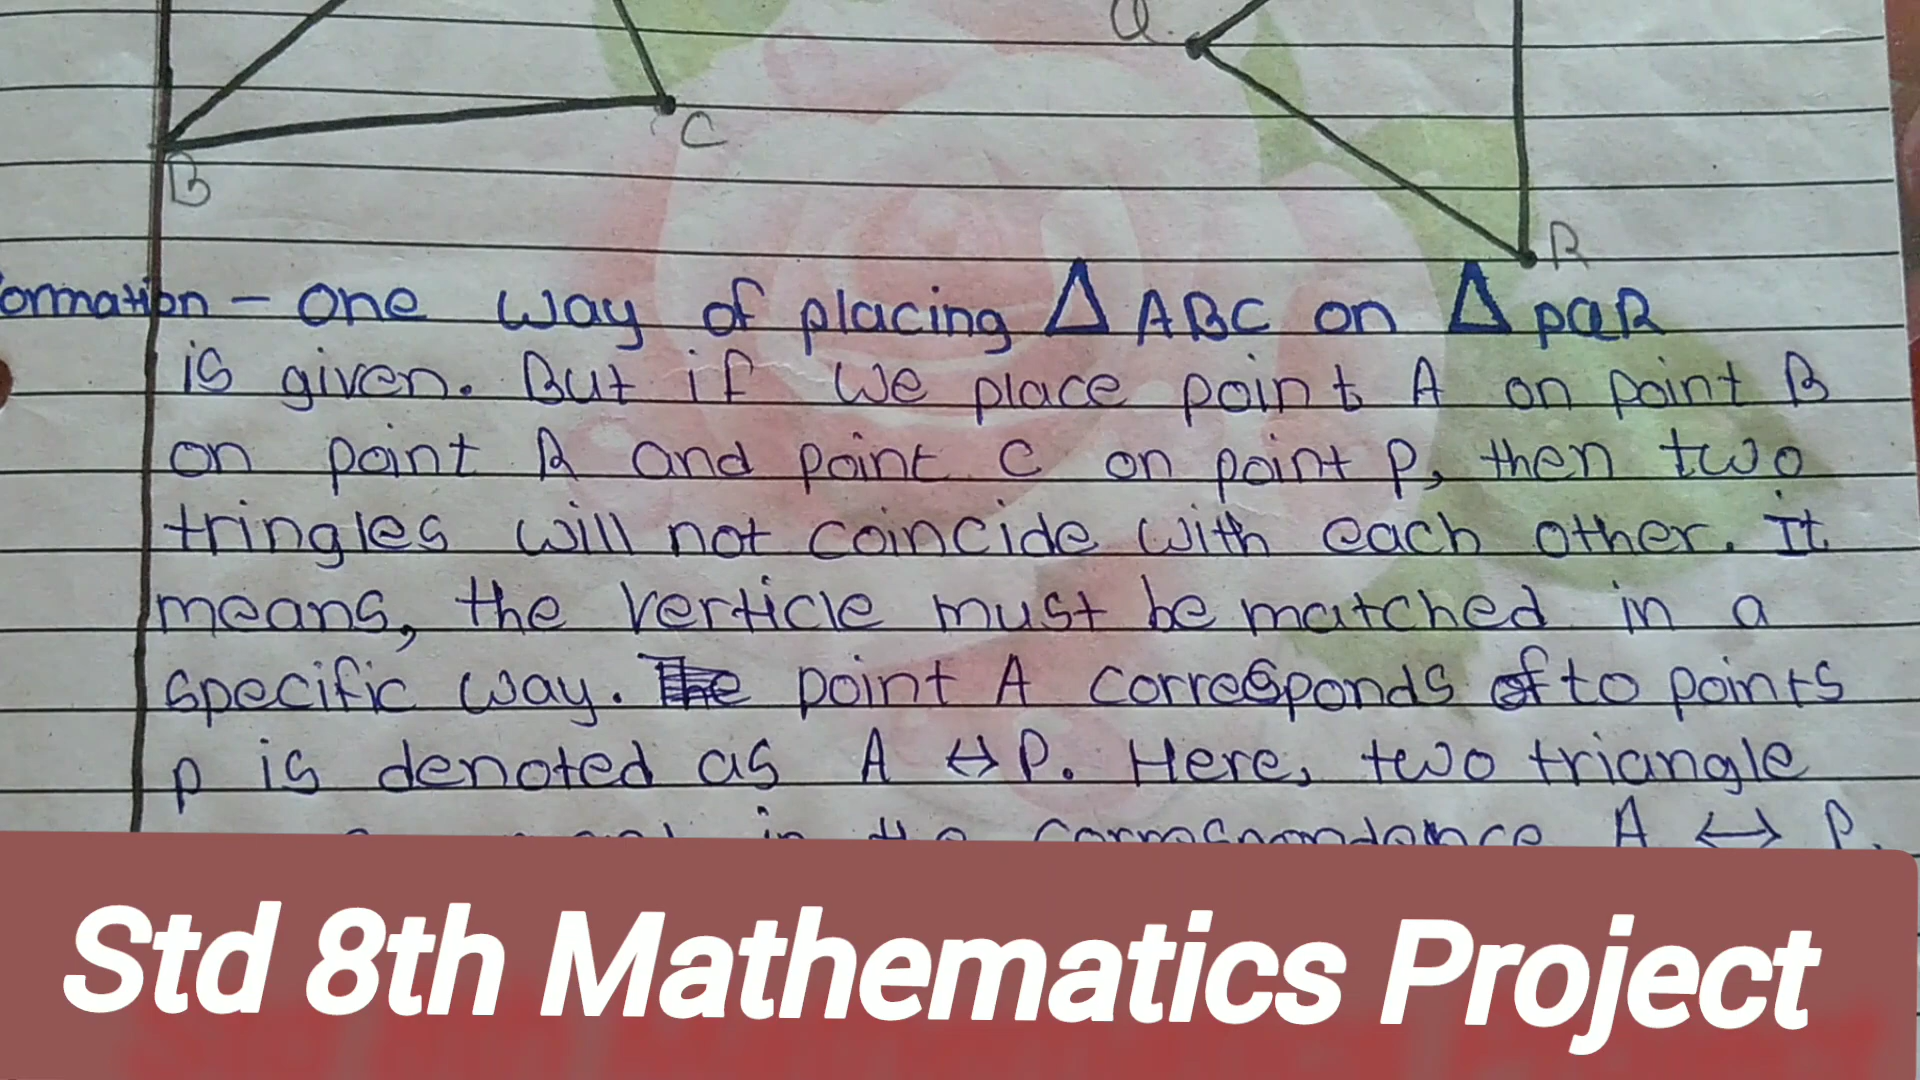 Q.
C
B
R
ormation - one way of placing Δ ABC on Δ PQR
is given. But if we place point A on point B
on point R and point C on point P, then two
tringles will not coincide with each other. It
means, the verticle must be matched in a
specific way. The point A corresponds of to points
P is denoted as A ↔ P. Here, two triangle
in the correspondence A ↔ P.
Std 8th Mathematics Project